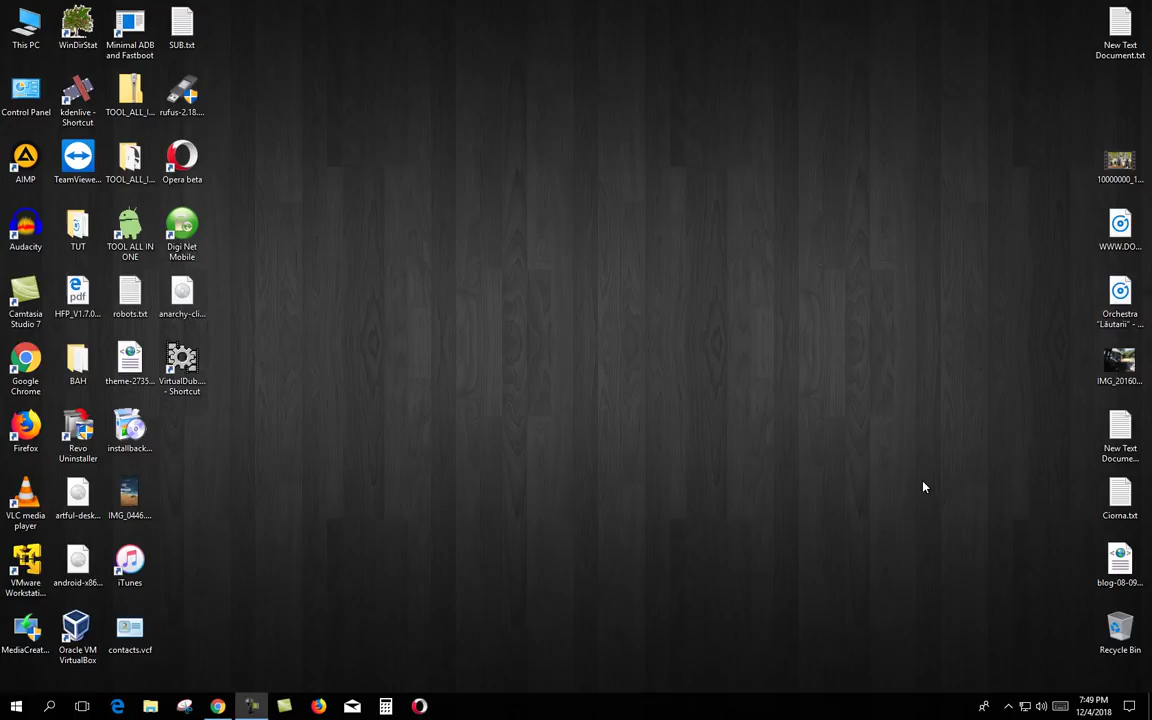 This PC
WinDirStat
Minimal ADB
and Fastboot
SUB.txt
New Text
Document.txt
Control Panel
kdenlive -
Shortcut
TOOL_ALL_I...
rufus-2.18....
AIMP
TeamViewe...
TOOL_ALL_I...
Opera beta
10000000_1...
Audacity
TUT
TOOL ALL IN
ONE
Digi Net
Mobile
WWW.DO...
Camtasia
Studio 7
pdf
HFP_V1.7.0...
robots.txt
anarchy-cli...
Orchestra
"Lăutarii" - ...
Google
Chrome
BAH
theme-2735...
VirtualDub....
- Shortcut
IMG_20160...
Firefox
Revo
Uninstaller
installback...
New Text
Docume...
VLC media
player
artful-desk...
IMG_0446....
Ciorna.txt
VMware
Workstati...
android-x86...
iTunes
blog-08-09...
MediaCreat...
Oracle VM
VirtualBox
contacts.vcf
Recycle Bin
7:49 PM
12/4/2018